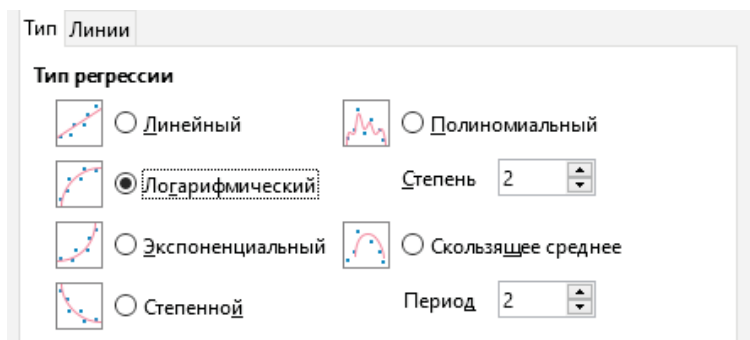 Тип Линии
Тип регрессии
Линейный
Полиномиальный
Логарифмический
Степень 2
Экспоненциальный
Скользящее среднее
Степенной
Период 2